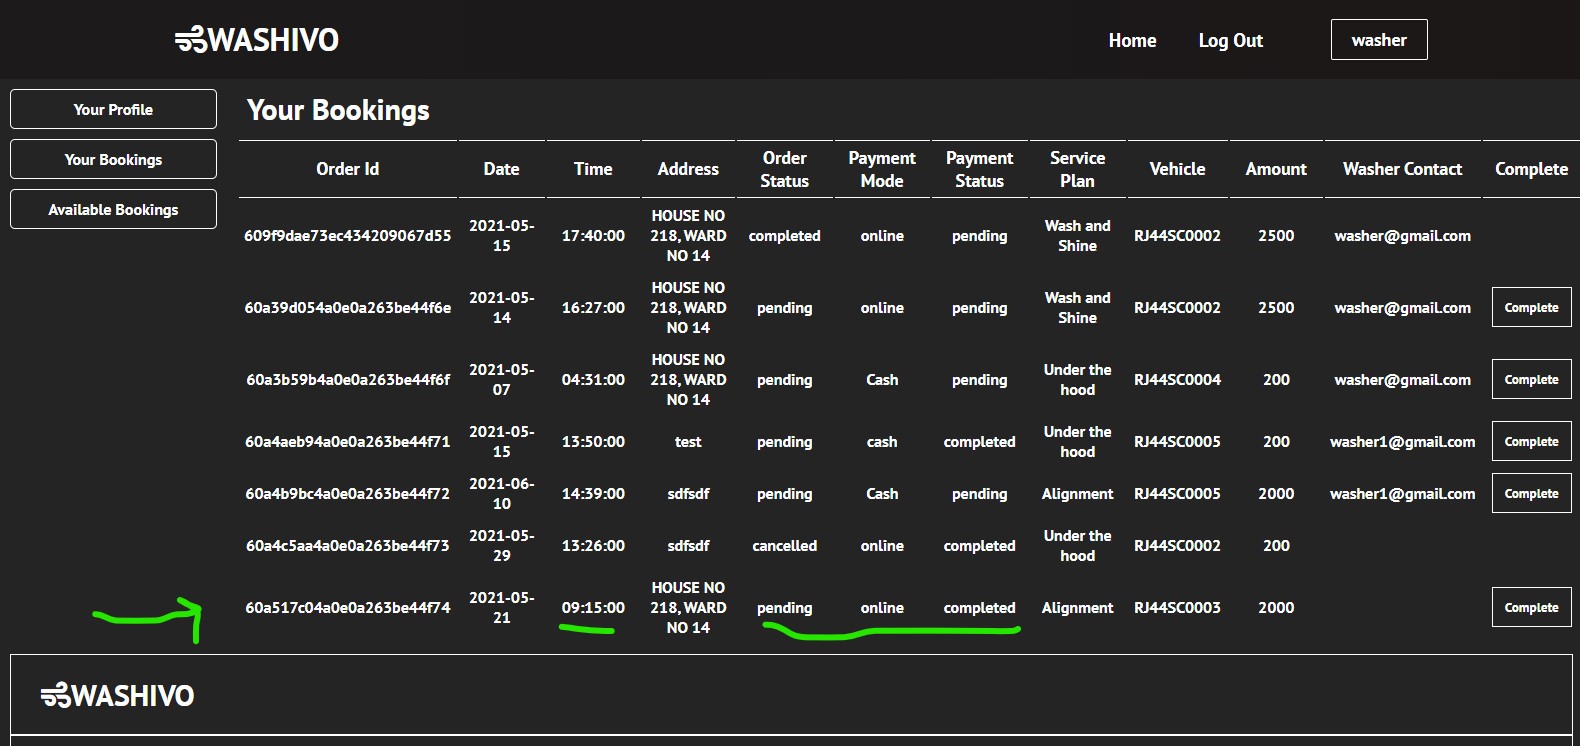 WASHIVO
Home Log Out washer
Your Profile
Your Bookings
Available Bookings
Your Bookings
Order Id Date Time Address Order Status Payment Mode Payment Status Service Plan Vehicle Amount Washer Contact Complete
609f9dae73ec434209067d55 2021-05-15 17:40:00 HOUSE NO 218, WARD NO 14 completed online pending Wash and Shine RJ44SC0002 2500 washer@gmail.com
60a39d054a0e0a263be44f6e 2021-05-14 16:27:00 HOUSE NO 218, WARD NO 14 pending online pending Wash and Shine RJ44SC0002 2500 washer@gmail.com Complete
60a3b59b4a0e0a263be44f6f 2021-05-07 04:31:00 HOUSE NO 218, WARD NO 14 pending Cash pending Under the hood RJ44SC0004 200 washer@gmail.com Complete
60a4aeb94a0e0a263be44f71 2021-05-15 13:50:00 test pending cash completed Under the hood RJ44SC0005 200 washer1@gmail.com Complete
60a4b9bc4a0e0a263be44f72 2021-06-10 14:39:00 sdfsdf pending Cash pending Alignment RJ44SC0005 2000 washer1@gmail.com Complete
60a4c5aa4a0e0a263be44f73 2021-05-29 13:26:00 sdfsdf cancelled online completed Under the hood RJ44SC0002 200
60a517c04a0e0a263be44f74 2021-05-21 09:15:00 HOUSE NO 218, WARD NO 14 pending online completed Alignment RJ44SC0003 2000 Complete
WASHIVO